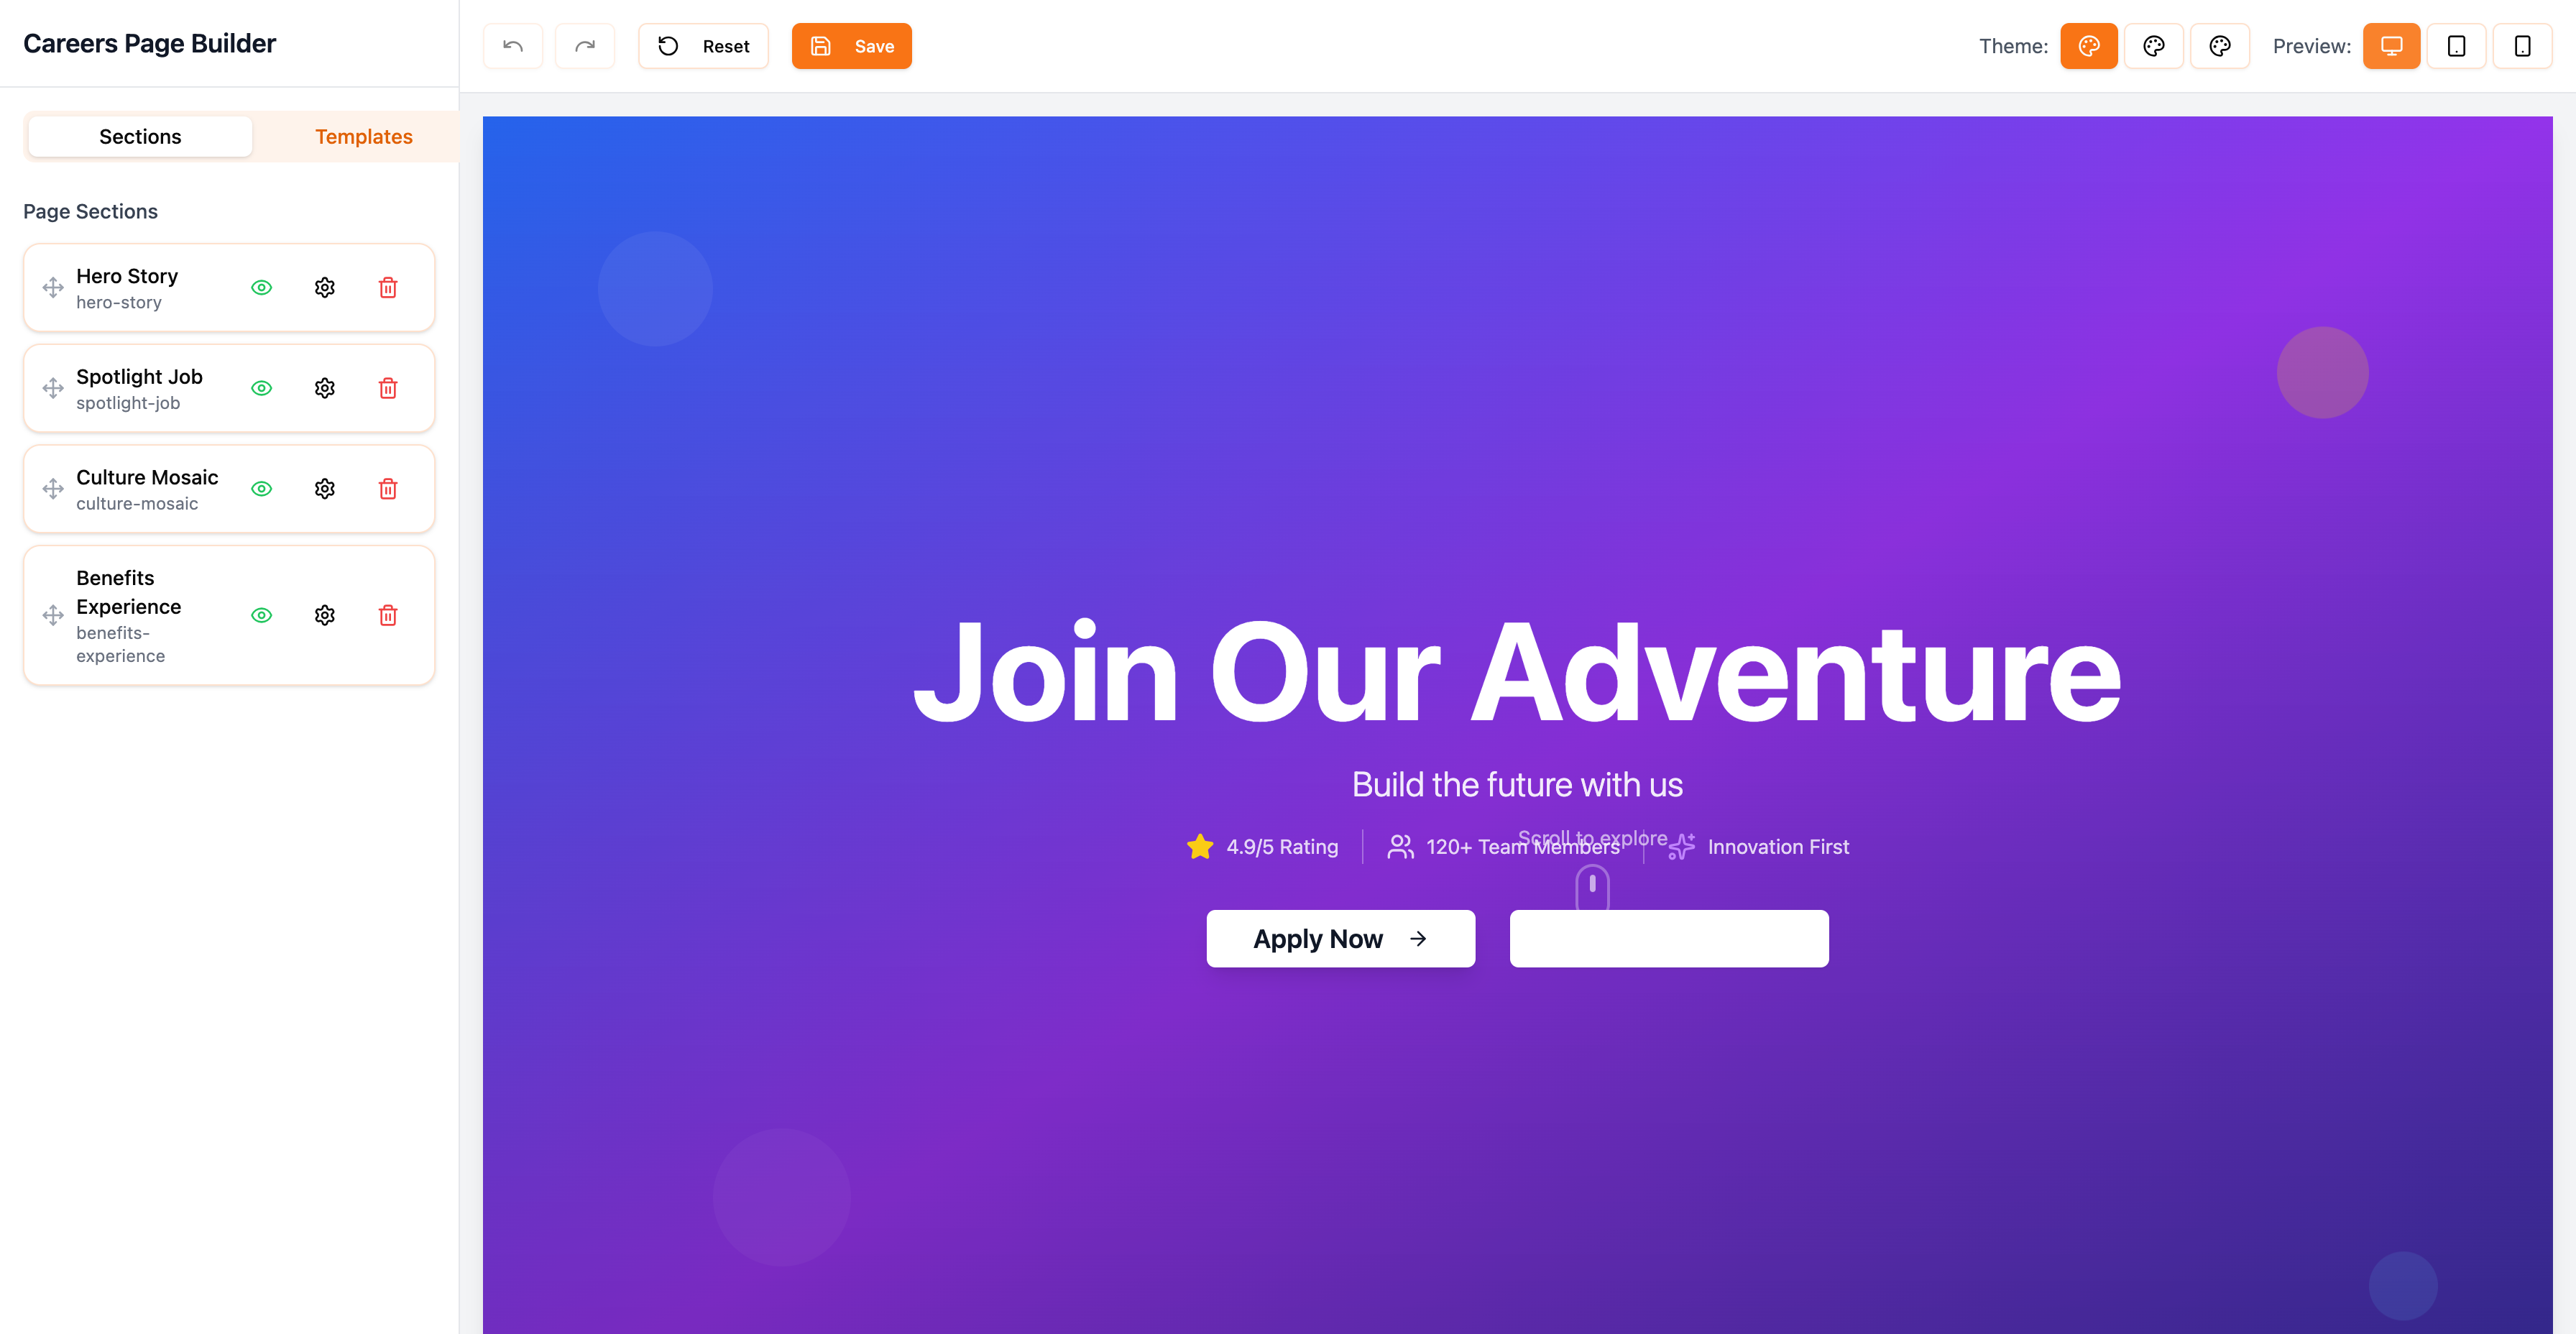 Careers Page Builder
Reset
Save
Theme:
Preview:
Sections
Templates
Page Sections
Hero Story
hero-story
Spotlight Job
spotlight-job
Culture Mosaic
culture-mosaic
Benefits
Experience
benefits-
experience
Join Our Adventure
Build the future with us
Scroll to explore
4.9/5 Rating
120+ Team Members
Innovation First
Apply Now